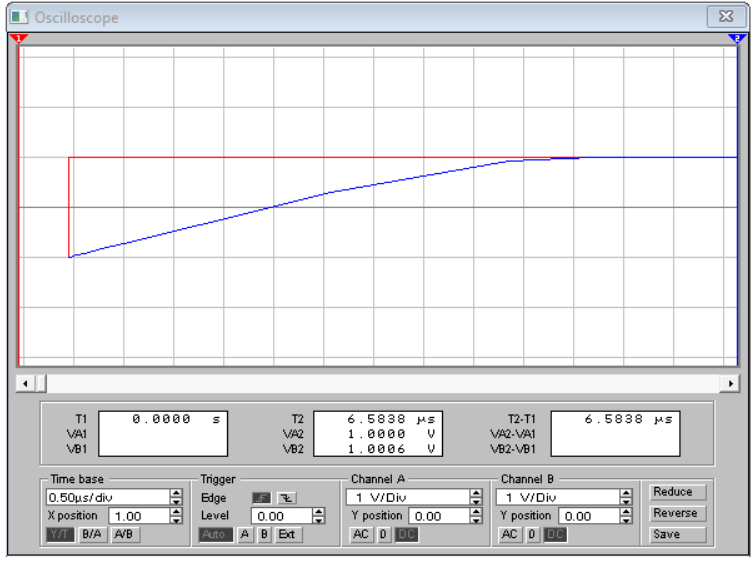 Oscilloscope
1 2
T1 0.0000 s T2 6.5838 µs T2-T1 6.5838 µs
VA1 VA2 1.0000 V VA2-VA1
VB1 VB2 1.0006 V VB2-VB1
Time base Trigger Channel A Channel B
0.50µs/div Edge 1 V/Div 1 V/Div Reduce
X position 1.00 Level 0.00 Y position 0.00 Y position 0.00 Reverse
Y/T B/A A/B Auto A B Ext AC 0 DC AC 0 DC Save